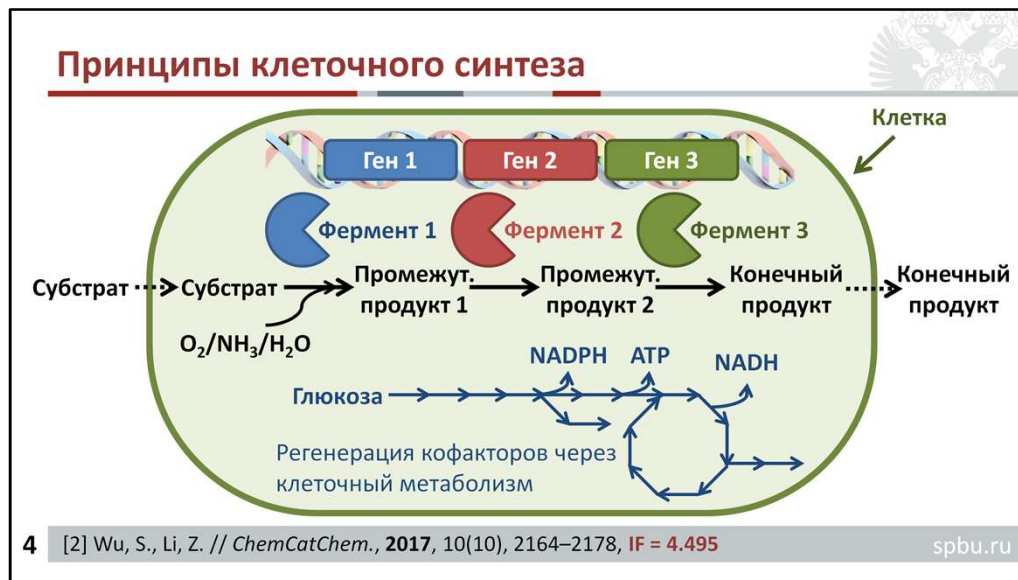 Принципы клеточного синтеза
Клетка
Ген 1 Ген 2 Ген 3
Фермент 1 Фермент 2 Фермент 3
Субстрат Субстрат Промежут. продукт 1 Промежут. продукт 2 Конечный продукт Конечный продукт
O₂/NH₃/H₂O
NADPH ATP NADH
Глюкоза
Регенерация кофакторов через
клеточный метаболизм
4 [2] Wu, S., Li, Z. // ChemCatChem., 2017, 10(10), 2164–2178, IF = 4.495 spbu.ru